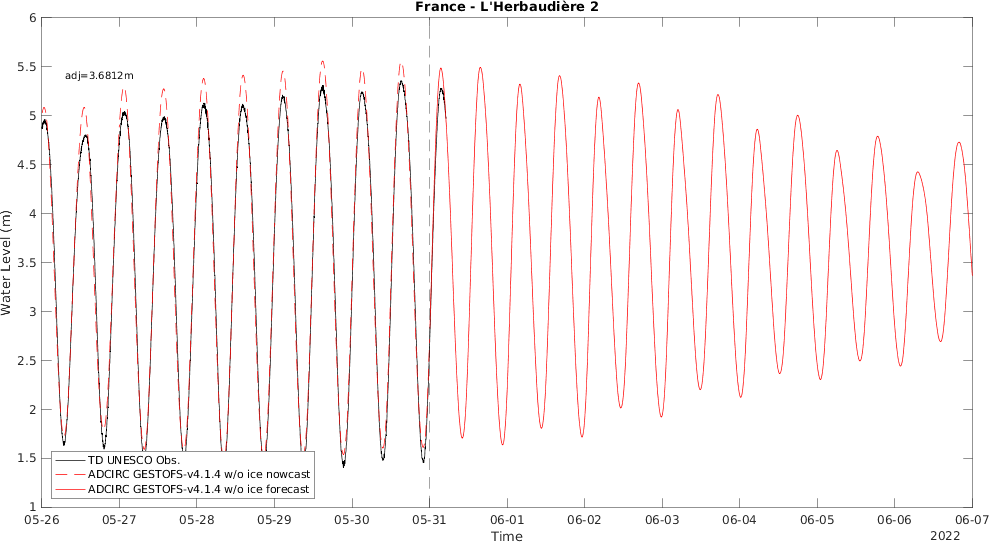 France - L'Herbaudière 2
adj=3.6812m
Water Level (m)
6
5.5
5
4.5
4
3.5
3
2.5
2
1.5
1
TD UNESCO Obs.
ADCIRC GESTOFS-v4.1.4 w/o ice nowcast
ADCIRC GESTOFS-v4.1.4 w/o ice forecast
05-26 05-27 05-28 05-29 05-30 05-31 06-01 06-02 06-03 06-04 06-05 06-06 06-07
Time
2022